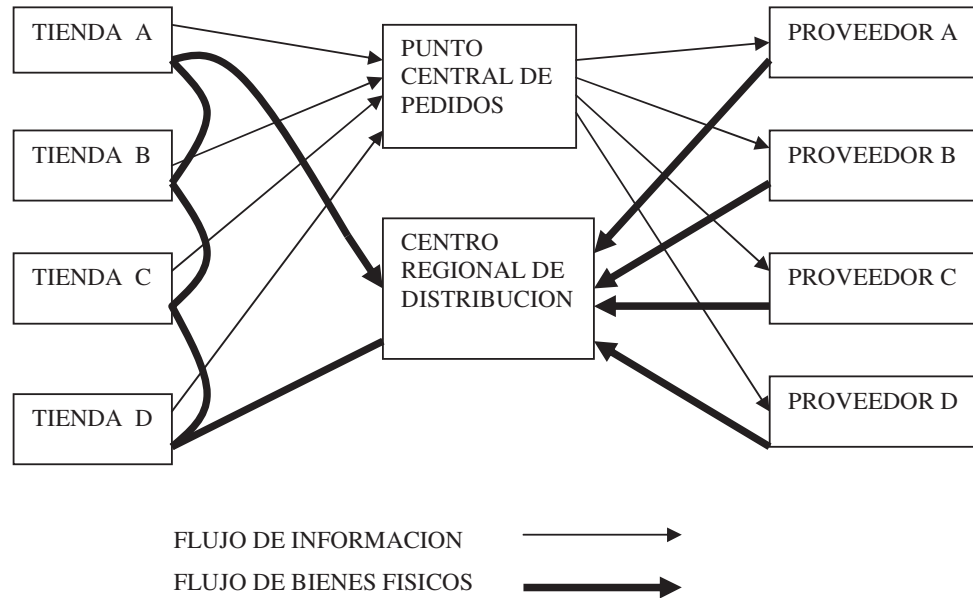 TIENDA A
TIENDA B
TIENDA C
TIENDA D
PUNTO
CENTRAL DE
PEDIDOS
CENTRO
REGIONAL DE
DISTRIBUCION
PROVEEDOR A
PROVEEDOR B
PROVEEDOR C
PROVEEDOR D
FLUJO DE INFORMACION
FLUJO DE BIENES FISICOS